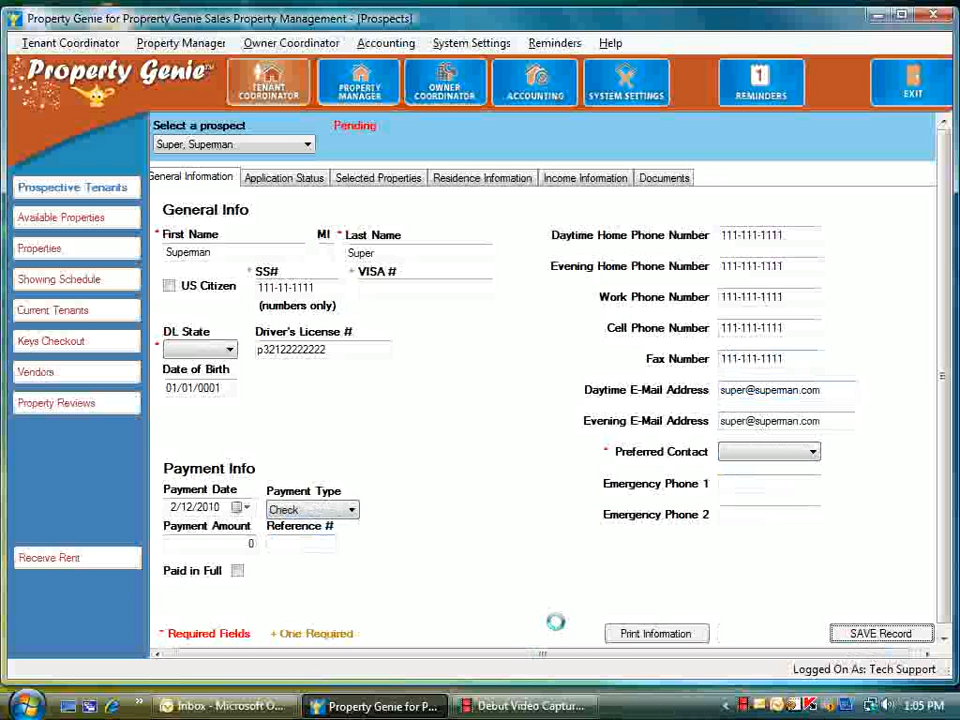 Property Genie for Proprerty Genie Sales Property Management - [Prospects]
Tenant Coordinator Property Manager Owner Coordinator Accounting System Settings Reminders Help
Property Genie™
TENANT COORDINATOR
PROPERTY MANAGER
OWNER COORDINATOR
ACCOUNTING
SYSTEM SETTINGS
1
REMINDERS
EXIT
Select a prospect Pending
Super, Superman
Prospective Tenants
Available Properties
Properties
Showing Schedule
Current Tenants
Keys Checkout
Vendors
Property Reviews
Receive Rent
General Information Application Status Selected Properties Residence Information Income Information Documents
General Info
* First Name MI * Last Name
Superman Super
US Citizen
+ SS# + VISA #
111-11-1111
(numbers only)
DL State Driver's License #
* p32122222222
Date of Birth
01/01/0001
Payment Info
Payment Date Payment Type
2/12/2010 Check
Payment Amount Reference #
0
Paid in Full
Daytime Home Phone Number 111-111-1111
Evening Home Phone Number 111-111-1111
Work Phone Number 111-111-1111
Cell Phone Number 111-111-1111
Fax Number 111-111-1111
Daytime E-Mail Address super@superman.com
Evening E-Mail Address super@superman.com
* Preferred Contact
Emergency Phone 1
Emergency Phone 2
* Required Fields + One Required
Print Information SAVE Record
Logged On As: Tech Support
Inbox - Microsoft O... Property Genie for P... Debut Video Captur... 1:05 PM